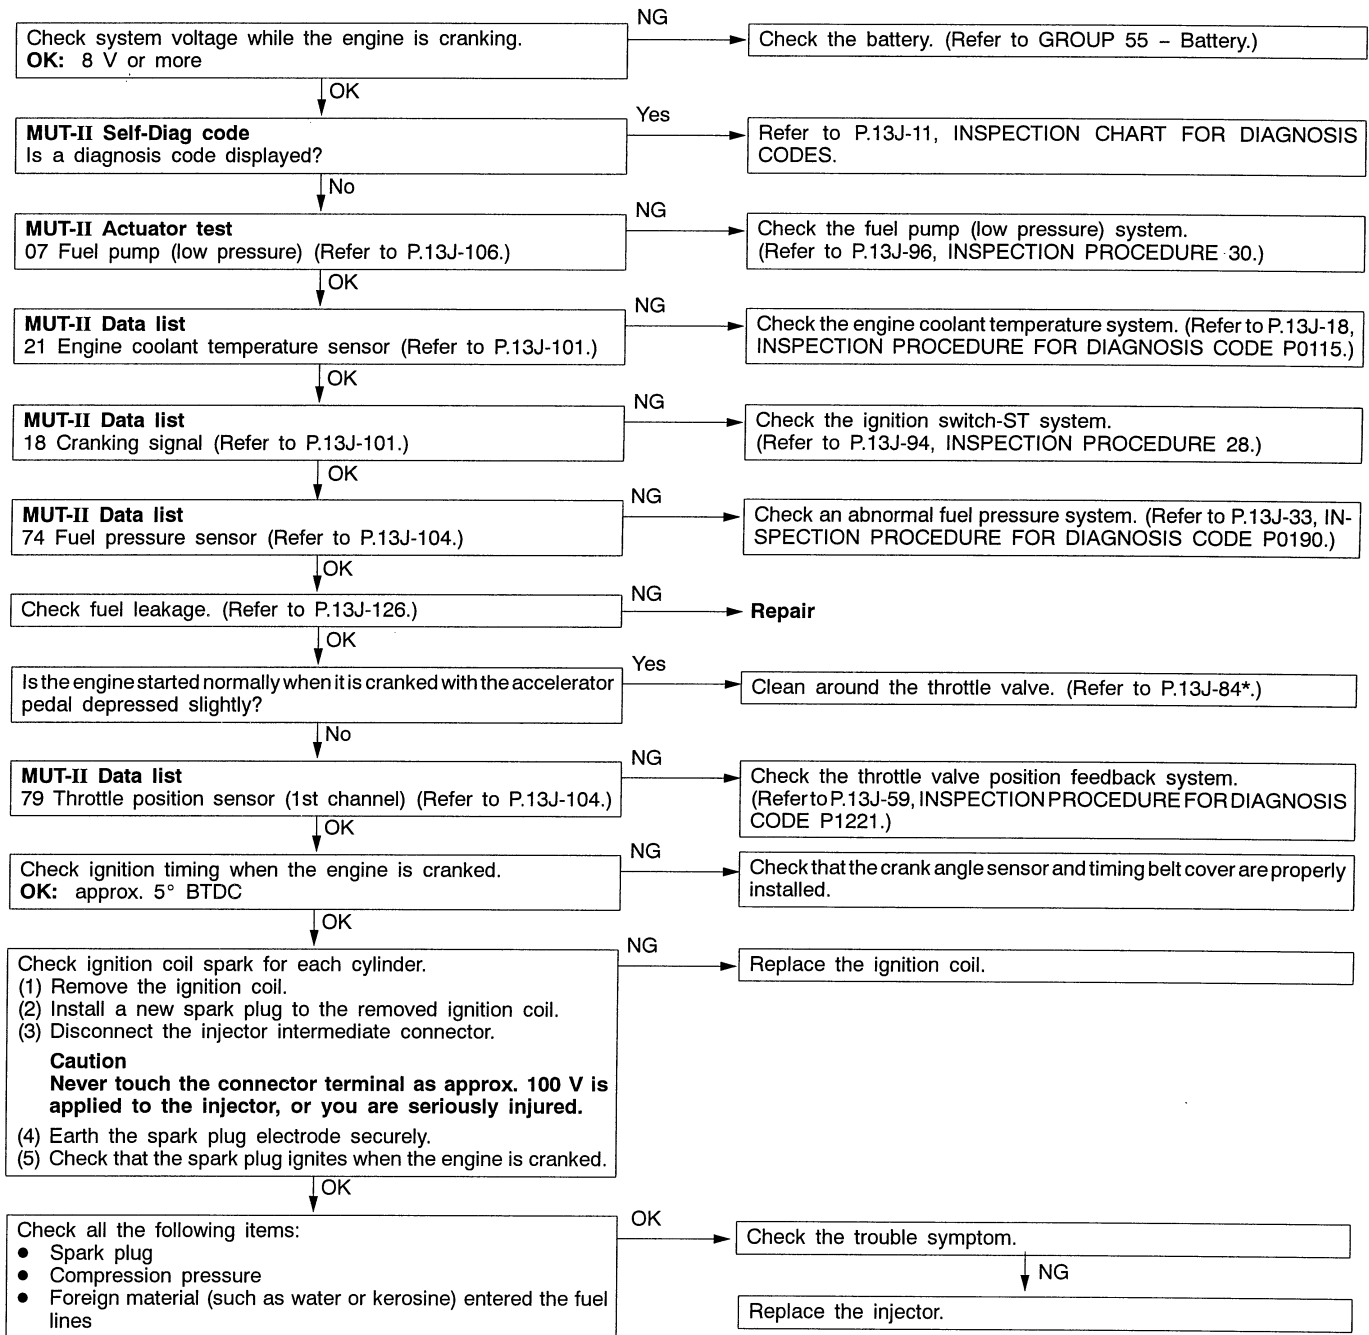 NG
Check system voltage while the engine is cranking.
OK: 8 V or more
Check the battery. (Refer to GROUP 55 – Battery.)
OK
MUT-II Self-Diag code
Is a diagnosis code displayed?
Yes
Refer to P.13J-11, INSPECTION CHART FOR DIAGNOSIS
CODES.
No
MUT-II Actuator test
07 Fuel pump (low pressure) (Refer to P.13J-106.)
NG
Check the fuel pump (low pressure) system.
(Refer to P.13J-96, INSPECTION PROCEDURE 30.)
OK
MUT-II Data list
21 Engine coolant temperature sensor (Refer to P.13J-101.)
NG
Check the engine coolant temperature system. (Refer to P.13J-18,
INSPECTION PROCEDURE FOR DIAGNOSIS CODE P0115.)
OK
MUT-II Data list
18 Cranking signal (Refer to P.13J-101.)
NG
Check the ignition switch-ST system.
(Refer to P.13J-94, INSPECTION PROCEDURE 28.)
OK
MUT-II Data list
74 Fuel pressure sensor (Refer to P.13J-104.)
NG
Check an abnormal fuel pressure system. (Refer to P.13J-33, IN-
SPECTION PROCEDURE FOR DIAGNOSIS CODE P0190.)
OK
Check fuel leakage. (Refer to P.13J-126.)
NG
Repair
OK
Is the engine started normally when it is cranked with the accelerator
pedal depressed slightly?
Yes
Clean around the throttle valve. (Refer to P.13J-84*.)
No
MUT-II Data list
79 Throttle position sensor (1st channel) (Refer to P.13J-104.)
NG
Check the throttle valve position feedback system.
(Refer to P.13J-59, INSPECTION PROCEDURE FOR DIAGNOSIS
CODE P1221.)
OK
Check ignition timing when the engine is cranked.
OK: approx. 5° BTDC
NG
Check that the crank angle sensor and timing belt cover are properly
installed.
OK
Check ignition coil spark for each cylinder.
(1) Remove the ignition coil.
(2) Install a new spark plug to the removed ignition coil.
(3) Disconnect the injector intermediate connector.
Caution
Never touch the connector terminal as approx. 100 V is
applied to the injector, or you are seriously injured.
(4) Earth the spark plug electrode securely.
(5) Check that the spark plug ignites when the engine is cranked.
NG
Replace the ignition coil.
OK
Check all the following items:
● Spark plug
● Compression pressure
● Foreign material (such as water or kerosine) entered the fuel
lines
OK
Check the trouble symptom.
NG
Replace the injector.